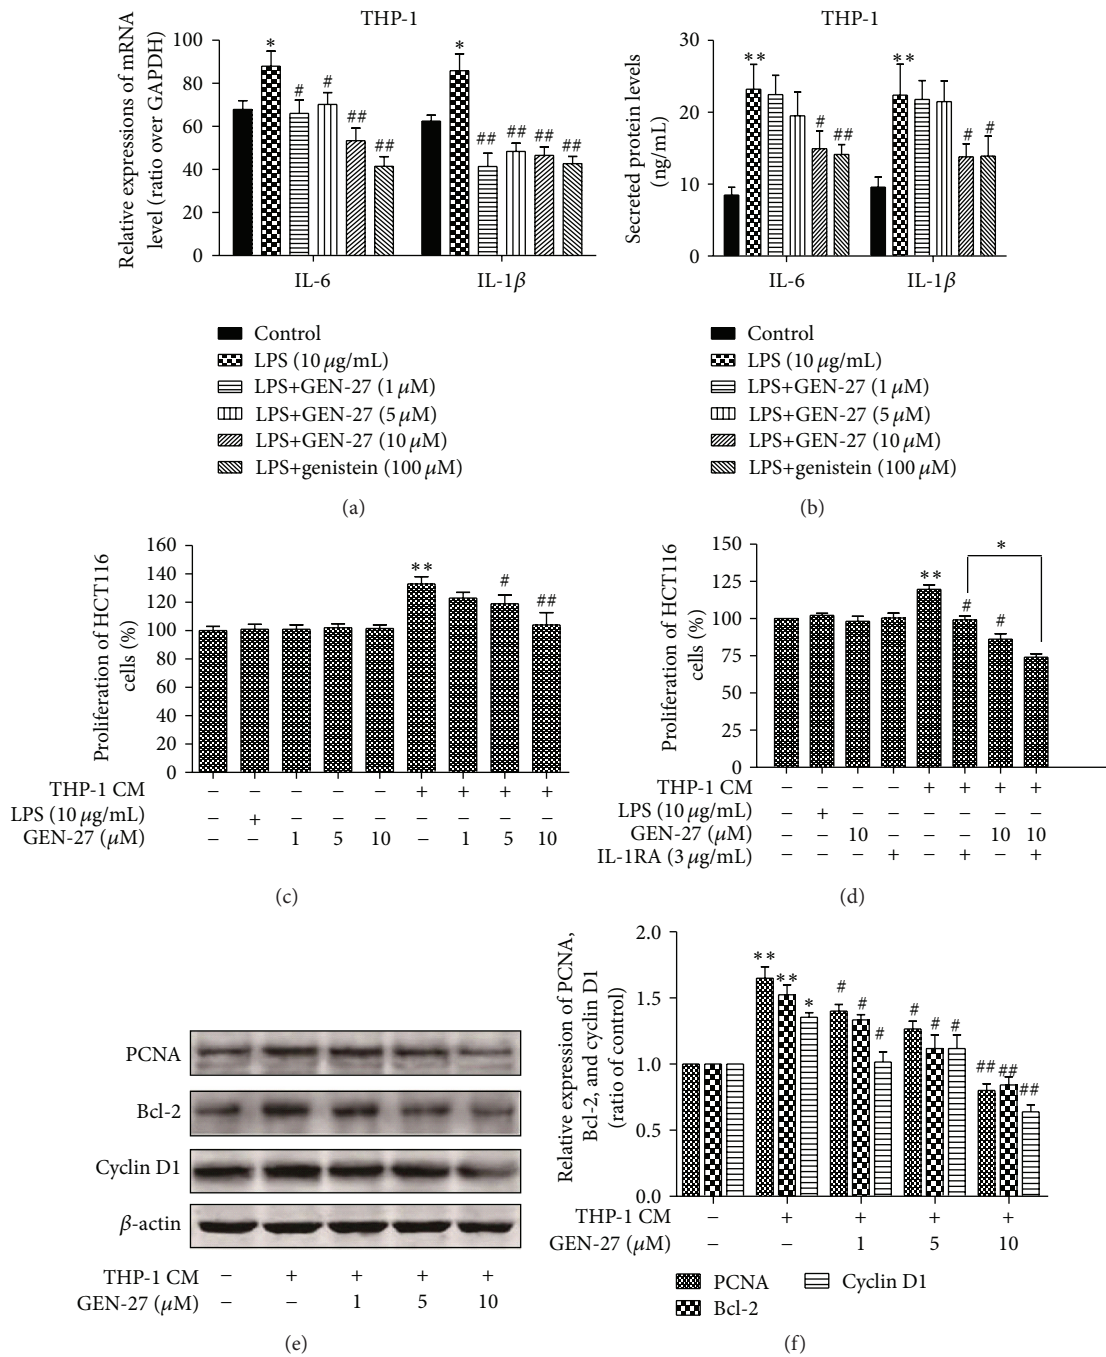 THP-1
Relative expressions of mRNA
level (ratio over GAPDH)
100
80
60
40
20
0
*
#
#
##
##
*
##
##
##
##
IL-6 IL-1β
Control
LPS (10 μg/mL)
LPS+GEN-27 (1 μM)
LPS+GEN-27 (5 μM)
LPS+GEN-27 (10 μM)
LPS+genistein (100 μM)
(a)
THP-1
Secreted protein levels
(ng/mL)
30
20
10
0
**
#
##
**
#
#
IL-6 IL-1β
Control
LPS (10 μg/mL)
LPS+GEN-27 (1 μM)
LPS+GEN-27 (5 μM)
LPS+GEN-27 (10 μM)
LPS+genistein (100 μM)
(b)
Proliferation of HCT116
cells (%)
160
140
120
100
80
60
40
20
0
**
#
##
THP-1 CM − − − − − + + + +
LPS (10 μg/mL) − + − − − − − − −
GEN-27 (μM) − − 1 5 10 − 1 5 10
(c)
Proliferation of HCT116
cells (%)
150
125
100
75
50
25
0
**
#
#
*
THP-1 CM − − − − + + + +
LPS (10 μg/mL) − + − − − − − −
GEN-27 (μM) − − 10 − − − 10 10
IL-1RA (3 μg/mL) − − − + − + − +
(d)
PCNA
Bcl-2
Cyclin D1
β-actin
THP-1 CM − + + + +
GEN-27 (μM) − − 1 5 10
(e)
Relative expression of PCNA,
Bcl-2, and cyclin D1
(ratio of control)
2.0
1.5
1.0
0.5
0.0
**
**
*
#
#
#
#
#
#
##
##
##
THP-1 CM − + + + +
GEN-27 (μM) − − 1 5 10
PCNA Cyclin D1
Bcl-2
(f)